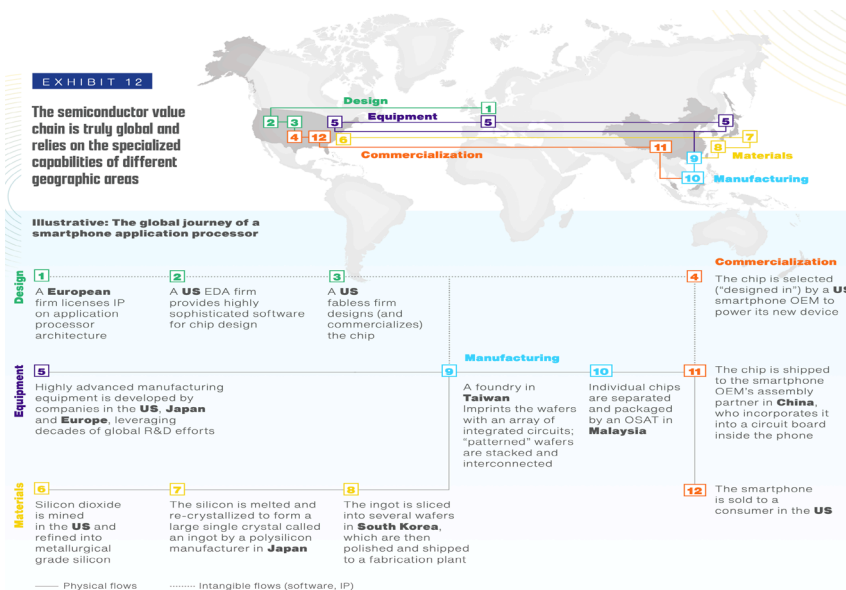 EXHIBIT 12
The semiconductor value
chain is truly global and
relies on the specialized
capabilities of different
geographic areas
Design
1
2
3
5
Equipment
5
5
4
12
6
7
11
8
Commercialization
9
Materials
10
Manufacturing
Illustrative: The global journey of a
smartphone application processor
Design
1
A European
firm licenses IP
on application
processor
architecture
2
A US EDA firm
provides highly
sophisticated software
for chip design
3
A US
fabless firm
designs (and
commercializes)
the chip
Commercialization
4
The chip is selected
("designed in") by a US
smartphone OEM to
power its new device
Equipment
5
Highly advanced manufacturing
equipment is developed by
companies in the US, Japan
and Europe, leveraging
decades of global R&D efforts
Manufacturing
9
A foundry in
Taiwan
Imprints the wafers
with an array of
integrated circuits;
"patterned" wafers
are stacked and
interconnected
10
Individual chips
are separated
and packaged
by an OSAT in
Malaysia
11
The chip is shipped
to the smartphone
OEM's assembly
partner in China,
who incorporates it
into a circuit board
inside the phone
Materials
6
Silicon dioxide
is mined
in the US and
refined into
metallurgical
grade silicon
7
The silicon is melted and
re-crystallized to form a
large single crystal called
an ingot by a polysilicon
manufacturer in Japan
8
The ingot is sliced
into several wafers
in South Korea,
which are then
polished and shipped
to a fabrication plant
12
The smartphone
is sold to a
consumer in the US
Physical flows
Intangible flows (software, IP)